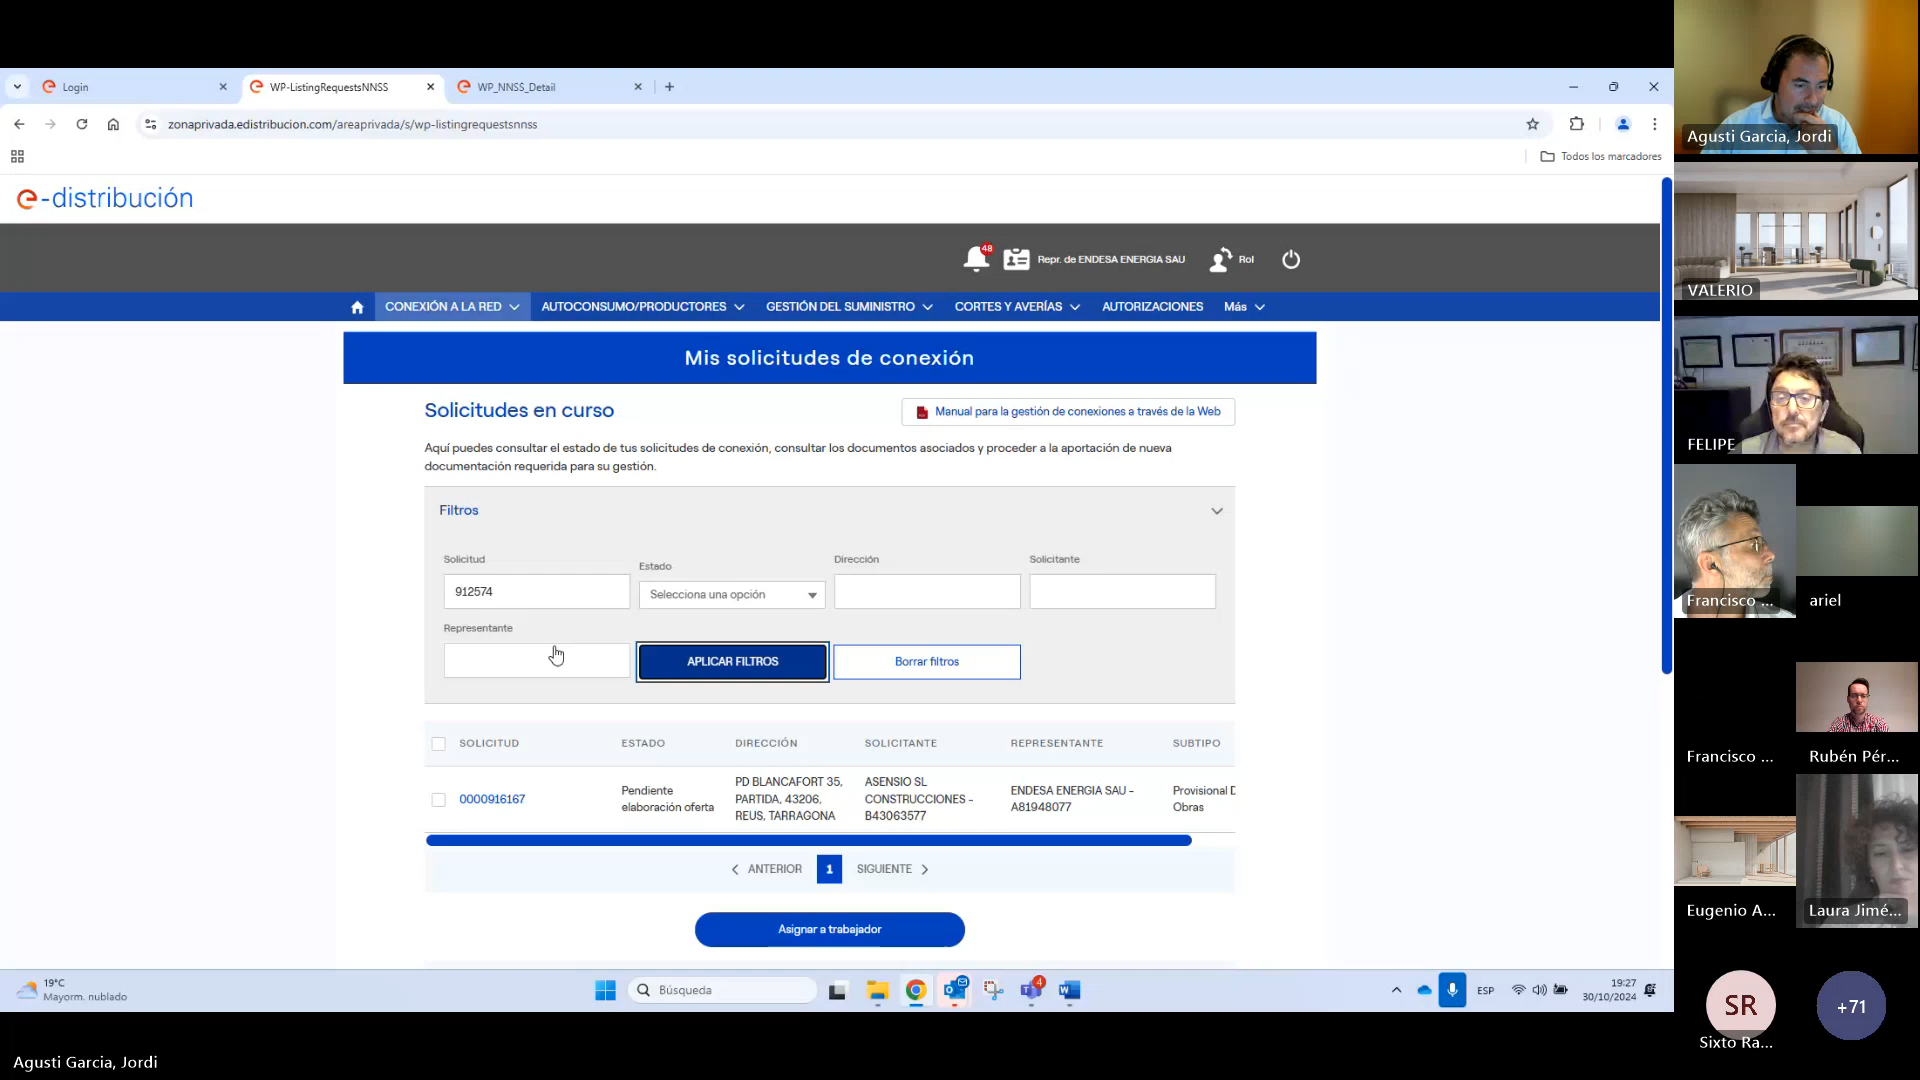 Login
WP-ListingRequestsNNSS
WP_NNSS_Detail
zonaprivada.edistribucion.com/areaprivada/s/wp-listingrequestsnnss
Todos los marcadores
e-distribución
48
Repr. de ENDESA ENERGIA SAU
Rol
CONEXIÓN A LA RED
AUTOCONSUMO/PRODUCTORES
GESTIÓN DEL SUMINISTRO
CORTES Y AVERÍAS
AUTORIZACIONES
Más
Mis solicitudes de conexión
Solicitudes en curso
Manual para la gestión de conexiones a través de la Web
Aquí puedes consultar el estado de tus solicitudes de conexión, consultar los documentos asociados y proceder a la aportación de nueva
documentación requerida para su gestión.
Filtros
Solicitud
Estado
Dirección
Solicitante
912574
Selecciona una opción
Representante
APLICAR FILTROS
Borrar filtros
SOLICITUD
ESTADO
DIRECCIÓN
SOLICITANTE
REPRESENTANTE
SUBTIPO
0000916167
Pendiente
elaboración oferta
PD BLANCAFORT 35,
PARTIDA, 43206,
REUS, TARRAGONA
ASENSIO SL
CONSTRUCCIONES -
B43063577
ENDESA ENERGIA SAU -
A81948077
Provisional D
Obras
ANTERIOR
1
SIGUIENTE
Asignar a trabajador
19°C
Mayorm. nublado
Búsqueda
4
ESP
19:27
30/10/2024
Agusti Garcia, Jordi
Agusti Garcia, Jordi
VALERIO
FELIPE
Francisco ...
ariel
Francisco ...
Rubén Pér...
Eugenio A...
Laura Jimé...
SR
Sixto Ra...
+71